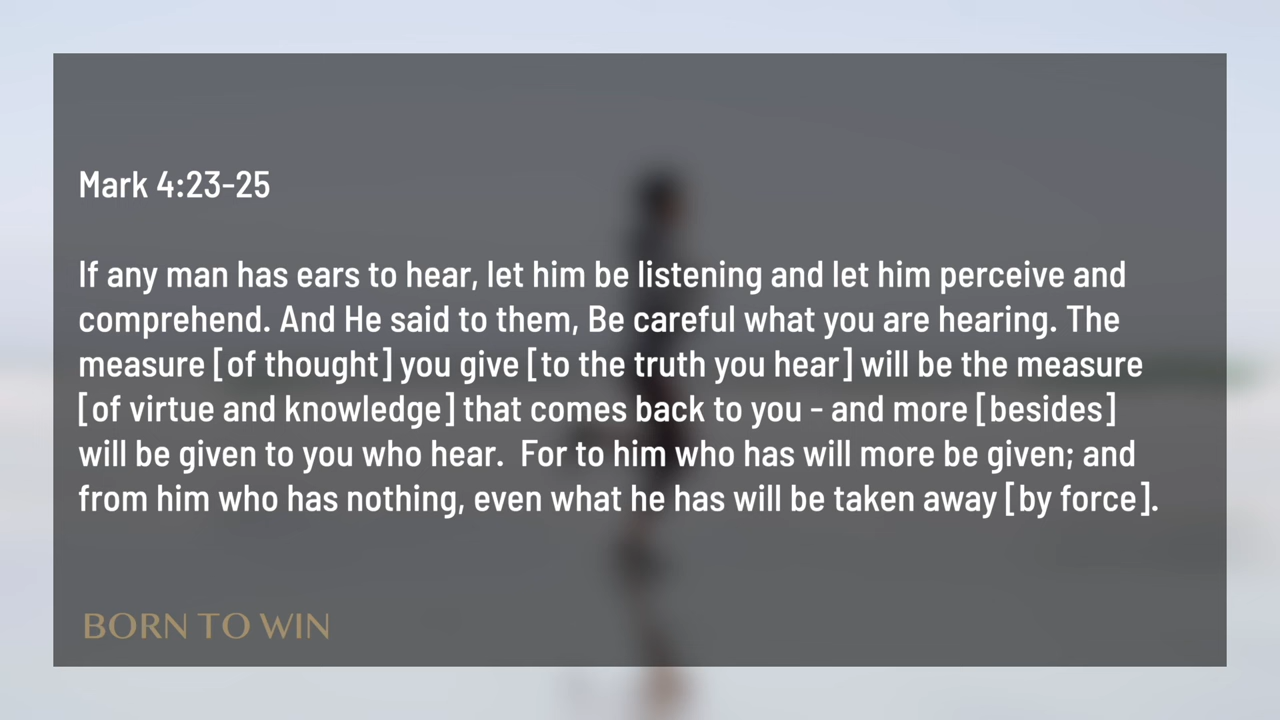 Mark 4:23-25
If any man has ears to hear, let him be listening and let him perceive and
comprehend. And He said to them, Be careful what you are hearing. The
measure [of thought] you give [to the truth you hear] will be the measure
[of virtue and knowledge] that comes back to you - and more [besides]
will be given to you who hear.  For to him who has will more be given; and
from him who has nothing, even what he has will be taken away [by force].
BORN TO WIN